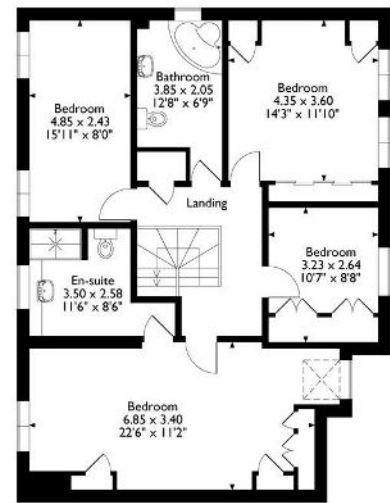 Bedroom
4.85 x 2.43
15'11" x 8'0"
Bathroom
3.85 x 2.05
12'8" x 6'9"
Bedroom
4.35 x 3.60
14'3" x 11'10"
Landing
Bedroom
3.23 x 2.64
10'7" x 8'8"
En-suite
3.50 x 2.58
11'6" x 8'6"
Bedroom
6.85 x 3.40
22'6" x 11'2"